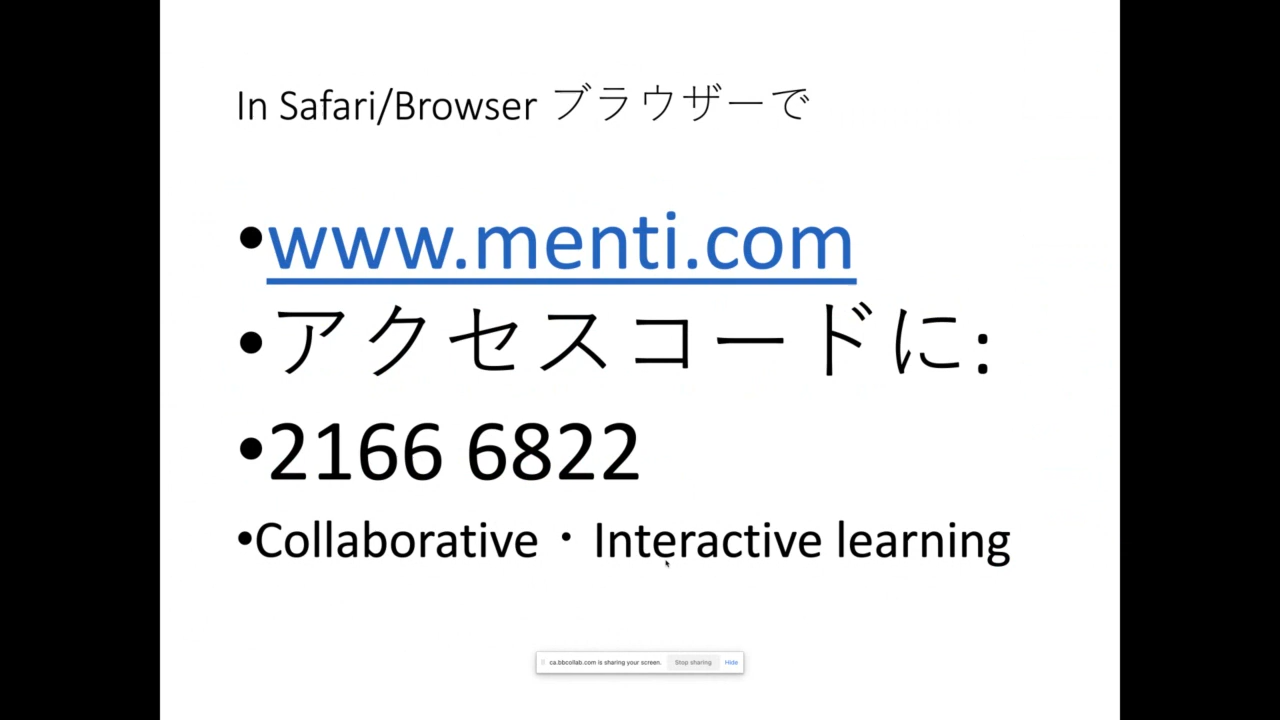 In Safari/Browser ブラウザーで
•www.menti.com
•アクセスコードに:
•2166 6822
•Collaborative・Interactive learning
ca.bbcollab.com is sharing your screen. Stop sharing Hide